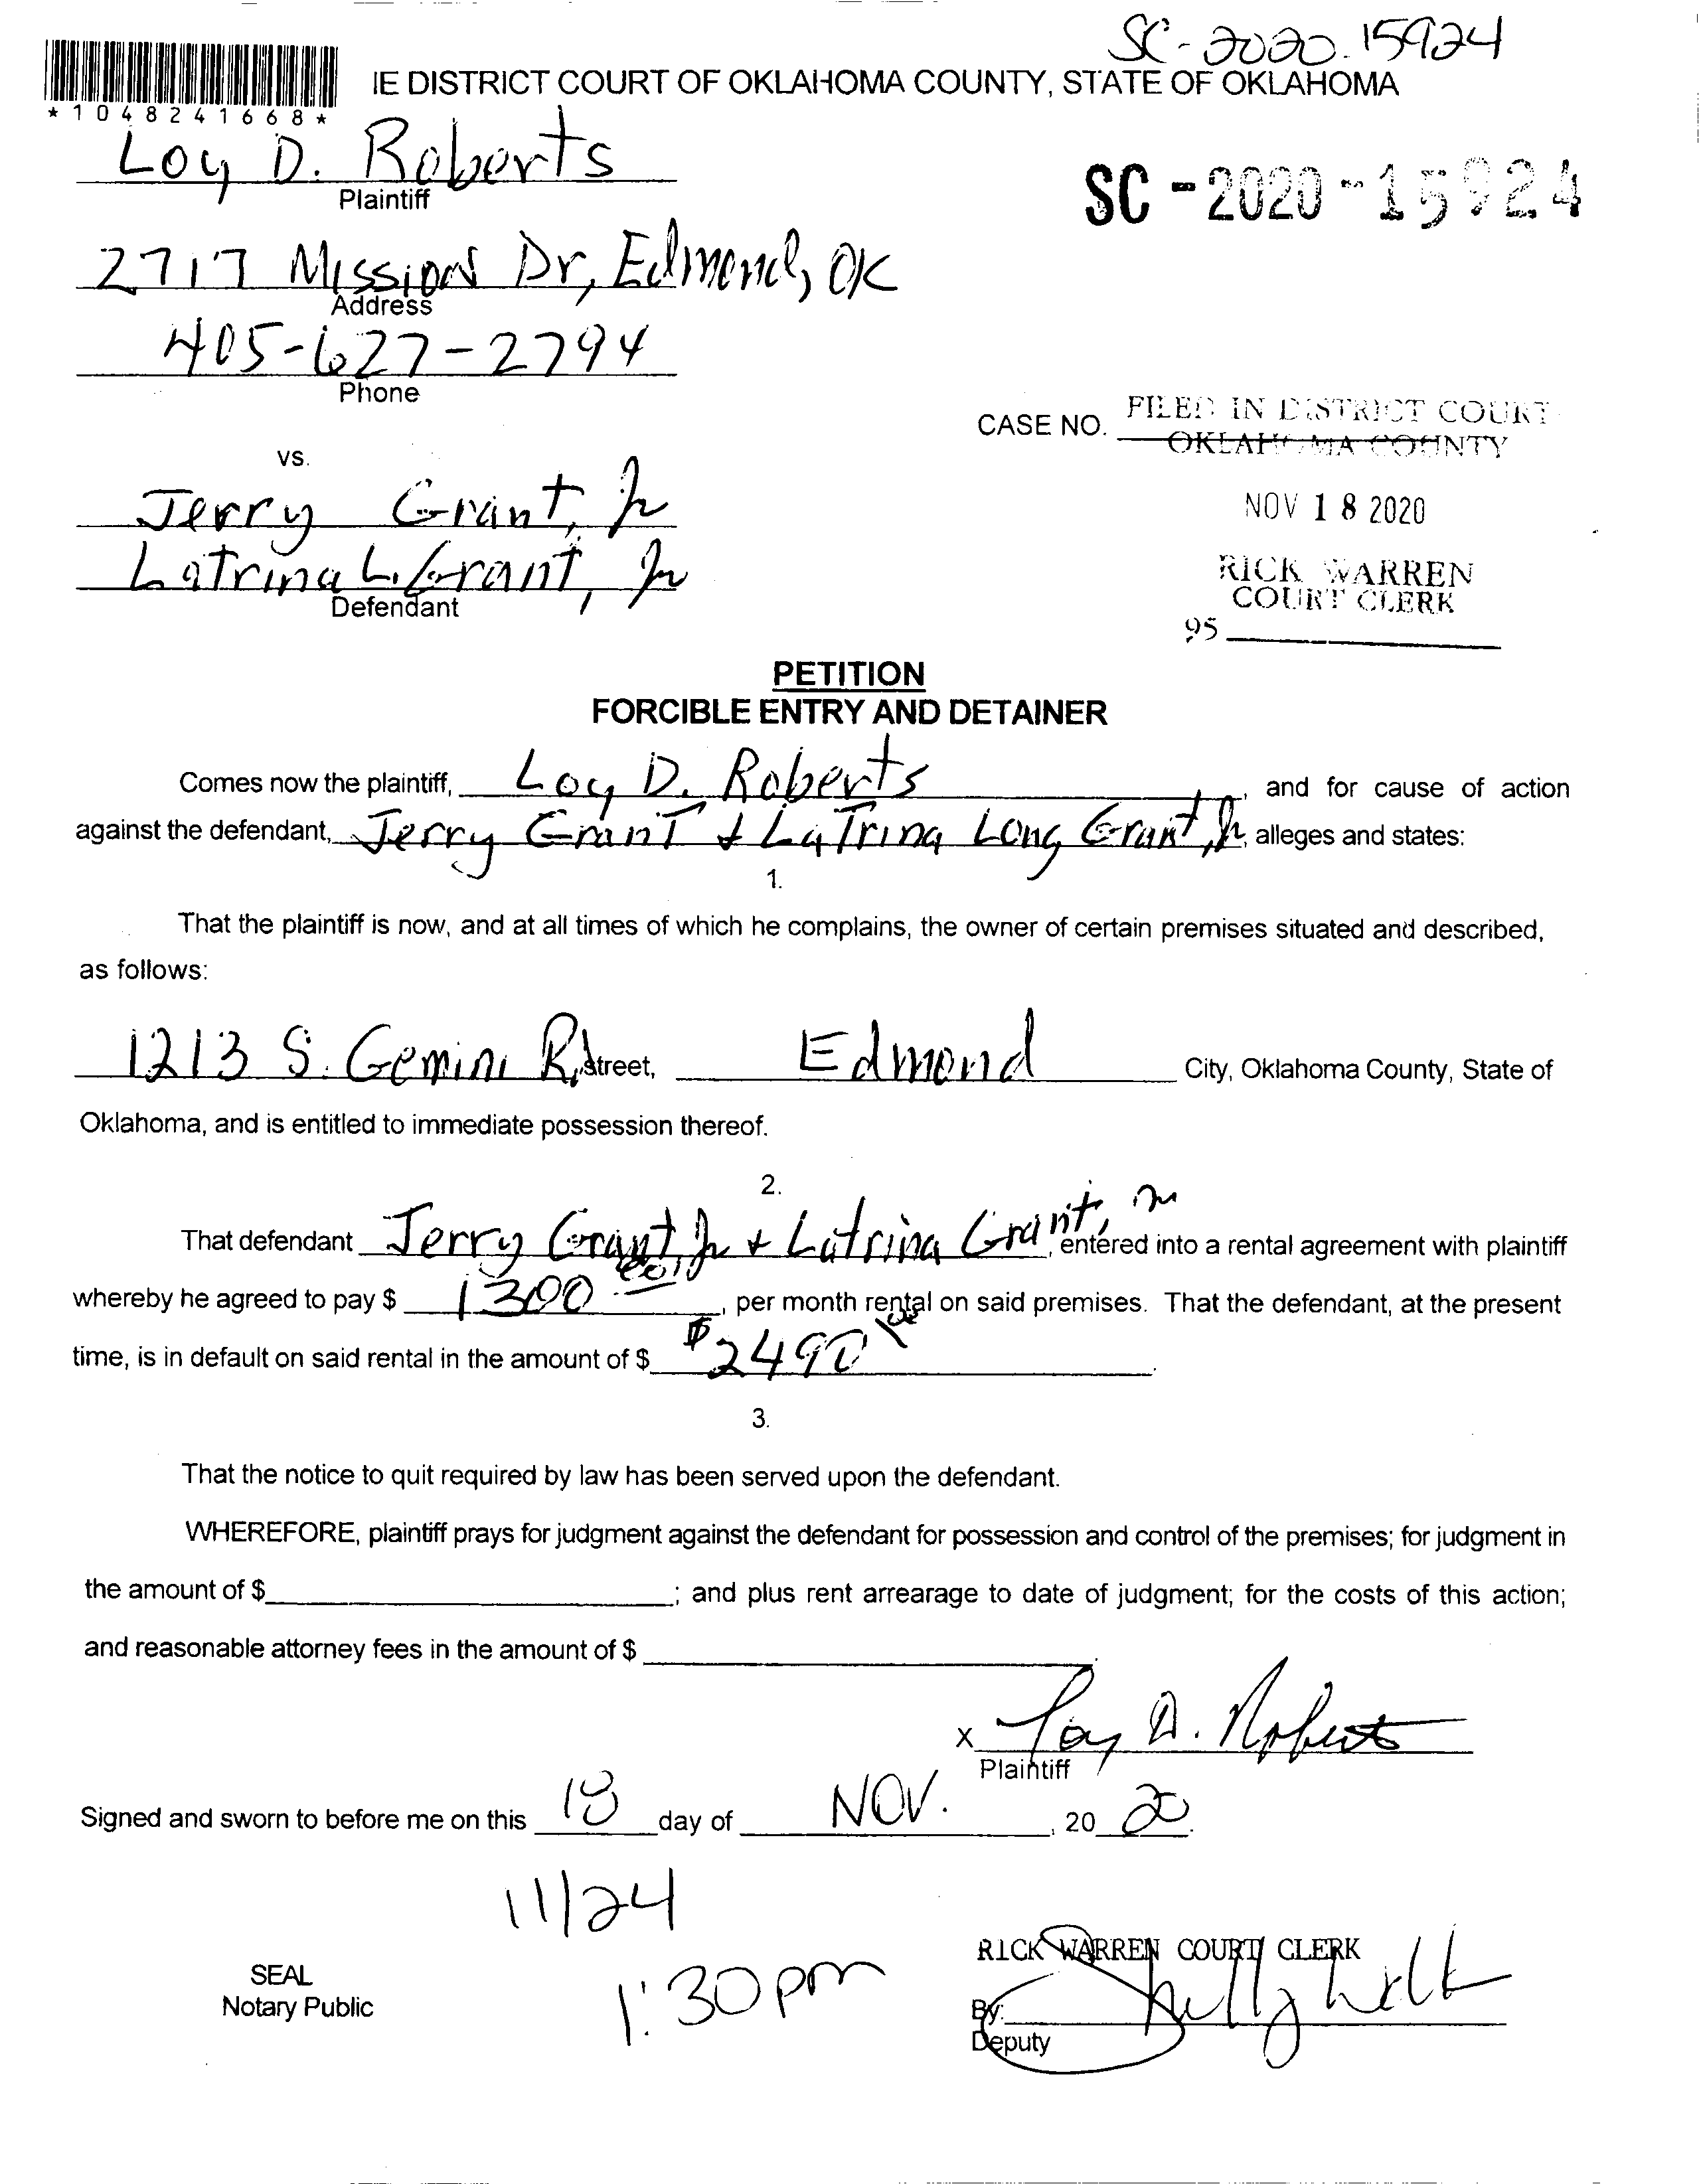 SC-2020-15924
IE DISTRICT COURT OF OKLAHOMA COUNTY, STATE OF OKLAHOMA
*1048241668*
Loy D. Roberts
Plaintiff
SC-2020-15924
2717 Mission Dr, Edmond, OK
Address
405-627-2794
Phone
CASE NO.
FILED IN DISTRICT COURT
OKLAHOMA COUNTY
vs.
NOV 18 2020
Jerry Grant, Jr
Latrina L. Grant, Jr
Defendant
RICK WARREN
COURT CLERK
95
PETITION
FORCIBLE ENTRY AND DETAINER
Comes now the plaintiff, Loy D. Roberts, and for cause of action
against the defendant, Jerry Grant + LaTrina Long Grant, Jr, alleges and states:
1.
That the plaintiff is now, and at all times of which he complains, the owner of certain premises situated and described,
as follows:
1213 S. Gemini Rd Street, Edmond City, Oklahoma County, State of
Oklahoma, and is entitled to immediate possession thereof.
2.
That defendant Jerry Grant, Jr + Latrina Grant, Jr, entered into a rental agreement with plaintiff
whereby he agreed to pay $ 1300 00/, per month rental on said premises. That the defendant, at the present
time, is in default on said rental in the amount of $ $2490.
3.
That the notice to quit required by law has been served upon the defendant.
WHEREFORE, plaintiff prays for judgment against the defendant for possession and control of the premises; for judgment in
the amount of $; and plus rent arrearage to date of judgment; for the costs of this action;
and reasonable attorney fees in the amount of $.
x Loy D. Roberts
Plaintiff
Signed and sworn to before me on this 18 day of NOV., 20 20.
11/24
1:30pm
SEAL
Notary Public
RICK WARREN COURT CLERK
By:
Deputy